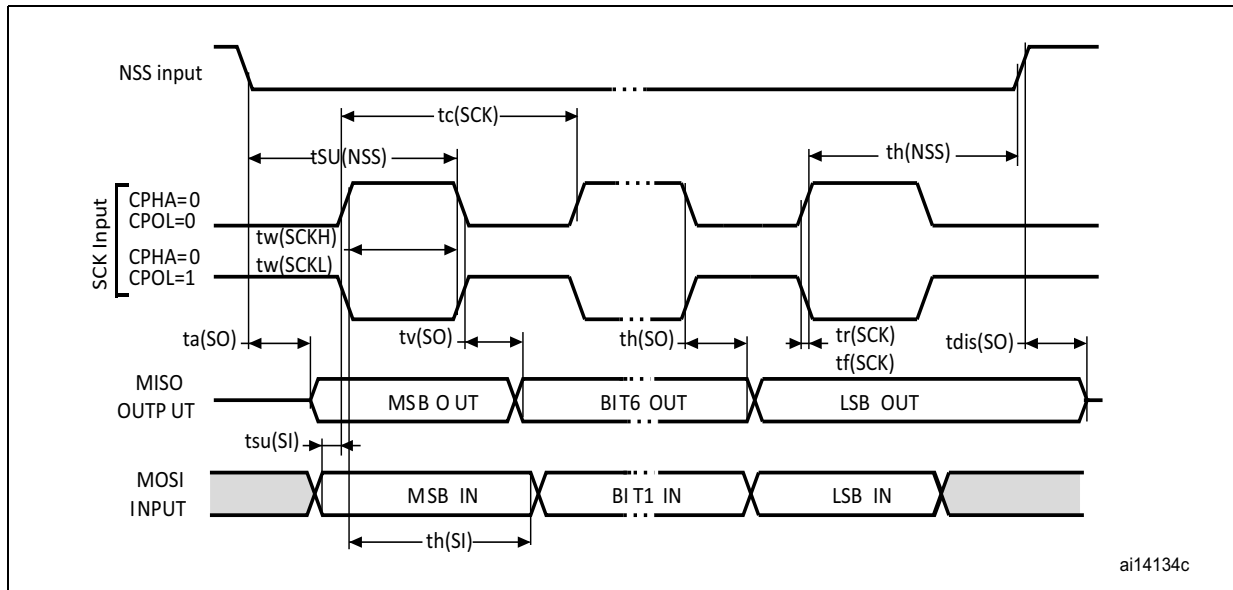 NSS input
tc(SCK)
tSU(NSS)
th(NSS)
SCK Input
CPHA=0
CPOL=0
tw(SCKH)
CPHA=0
tw(SCKL)
CPOL=1
ta(SO)
tv(SO)
th(SO)
tr(SCK)
tf(SCK)
tdis(SO)
MISO
OUTP UT
MSB O UT
BIT6 OUT
LSB OUT
tsu(SI)
MOSI
INPUT
MSB IN
BIT1 IN
LSB IN
th(SI)
ai14134c